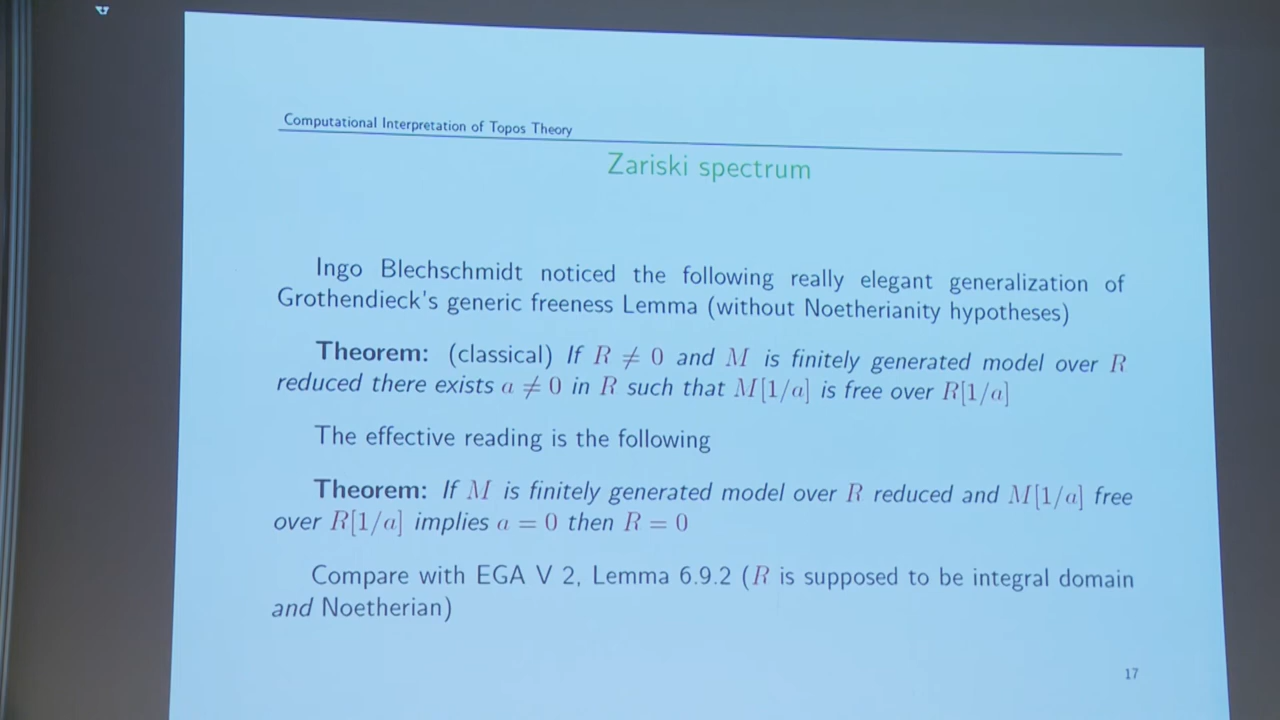 Computational Interpretation of Topos Theory
Zariski spectrum
Ingo Blechschmidt noticed the following really elegant generalization of
Grothendieck's generic freeness Lemma (without Noetherianity hypotheses)
Theorem: (classical) If R ≠ 0 and M is finitely generated model over R
reduced there exists a ≠ 0 in R such that M[1/a] is free over R[1/a]
The effective reading is the following
Theorem: If M is finitely generated model over R reduced and M[1/a] free
over R[1/a] implies a = 0 then R = 0
Compare with EGA V 2, Lemma 6.9.2 (R is supposed to be integral domain
and Noetherian)
17